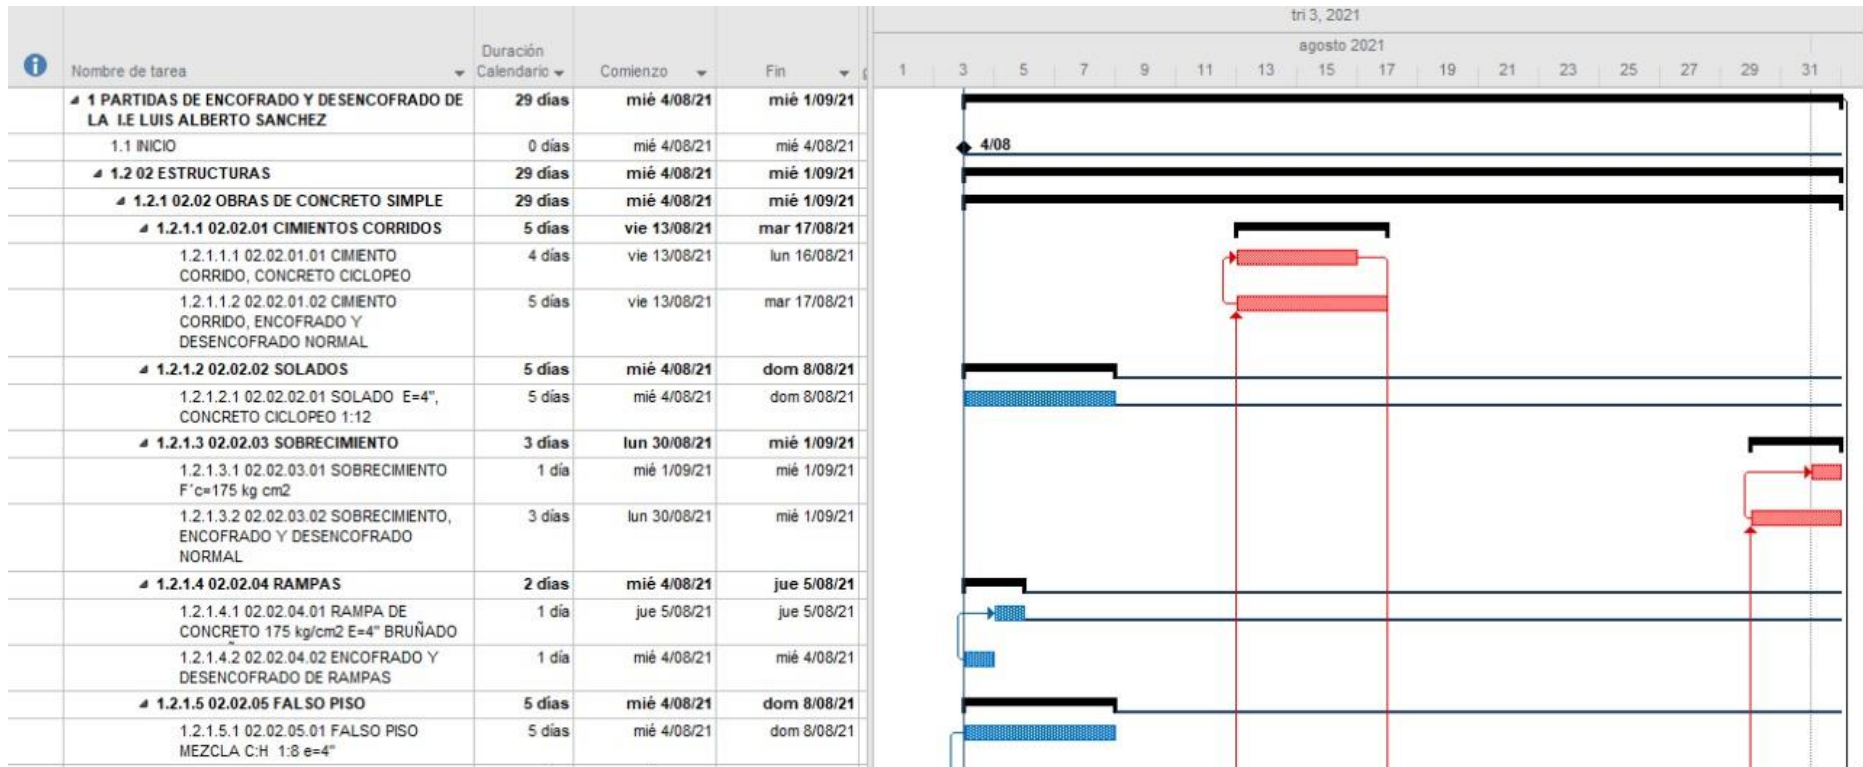 tri 3, 2021
agosto 2021
Nombre de tarea Duración Calendario Comienzo Fin
1 3 5 7 9 11 13 15 17 19 21 23 25 27 29 31
1 PARTIDAS DE ENCOFRADO Y DESENCOFRADO DE 29 días mié 4/08/21 mié 1/09/21
LA I.E LUIS ALBERTO SANCHEZ
1.1 INICIO 0 días mié 4/08/21 mié 4/08/21 4/08
1.2 02 ESTRUCTURAS 29 días mié 4/08/21 mié 1/09/21
1.2.1 02.02 OBRAS DE CONCRETO SIMPLE 29 días mié 4/08/21 mié 1/09/21
1.2.1.1 02.02.01 CIMIENTOS CORRIDOS 5 días vie 13/08/21 mar 17/08/21
1.2.1.1.1 02.02.01.01 CIMIENTO 4 días vie 13/08/21 lun 16/08/21
CORRIDO, CONCRETO CICLOPEO
1.2.1.1.2 02.02.01.02 CIMIENTO 5 días vie 13/08/21 mar 17/08/21
CORRIDO, ENCOFRADO Y
DESENCOFRADO NORMAL
1.2.1.2 02.02.02 SOLADOS 5 días mié 4/08/21 dom 8/08/21
1.2.1.2.1 02.02.02.01 SOLADO E=4", 5 días mié 4/08/21 dom 8/08/21
CONCRETO CICLOPEO 1:12
1.2.1.3 02.02.03 SOBRECIMIENTO 3 días lun 30/08/21 mié 1/09/21
1.2.1.3.1 02.02.03.01 SOBRECIMIENTO 1 día mié 1/09/21 mié 1/09/21
F´c=175 kg cm2
1.2.1.3.2 02.02.03.02 SOBRECIMIENTO, 3 días lun 30/08/21 mié 1/09/21
ENCOFRADO Y DESENCOFRADO
NORMAL
1.2.1.4 02.02.04 RAMPAS 2 días mié 4/08/21 jue 5/08/21
1.2.1.4.1 02.02.04.01 RAMPA DE 1 día jue 5/08/21 jue 5/08/21
CONCRETO 175 kg/cm2 E=4" BRUÑADO
1.2.1.4.2 02.02.04.02 ENCOFRADO Y 1 día mié 4/08/21 mié 4/08/21
DESENCOFRADO DE RAMPAS
1.2.1.5 02.02.05 FALSO PISO 5 días mié 4/08/21 dom 8/08/21
1.2.1.5.1 02.02.05.01 FALSO PISO 5 días mié 4/08/21 dom 8/08/21
MEZCLA C:H 1:8 e=4"